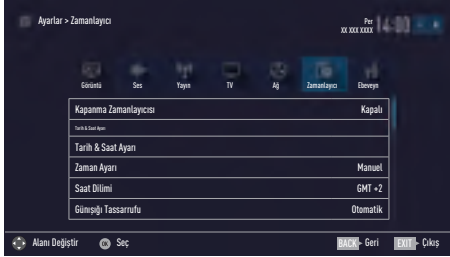 Ayarlar > Zamanlayıcı
Per
XX XXX XXXX 14:00
Görüntü Ses Yayın TV Ağ Zamanlayıcı Ebeveyn
Kapanma Zamanlayıcısı Kapalı
Tarih & Saat Ayarı
Tarih & Saat Ayarı
Zaman Ayarı Manuel
Saat Dilimi GMT +2
Günışığı Tassarrufu Otomatik
Alanı Değiştir OK Seç BACK Geri EXIT Çıkış